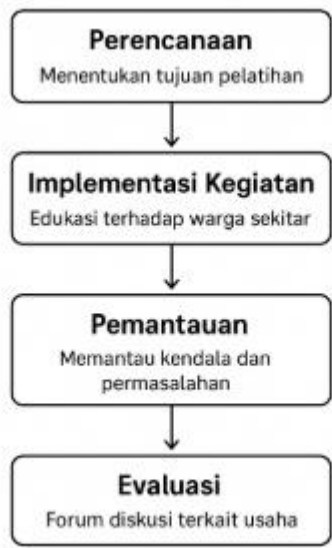 Perencanaan
Menentukan tujuan pelatihan
Implementasi Kegiatan
Edukasi terhadap warga sekitar
Pemantauan
Memantau kendala dan
permasalahan
Evaluasi
Forum diskusi terkait usaha